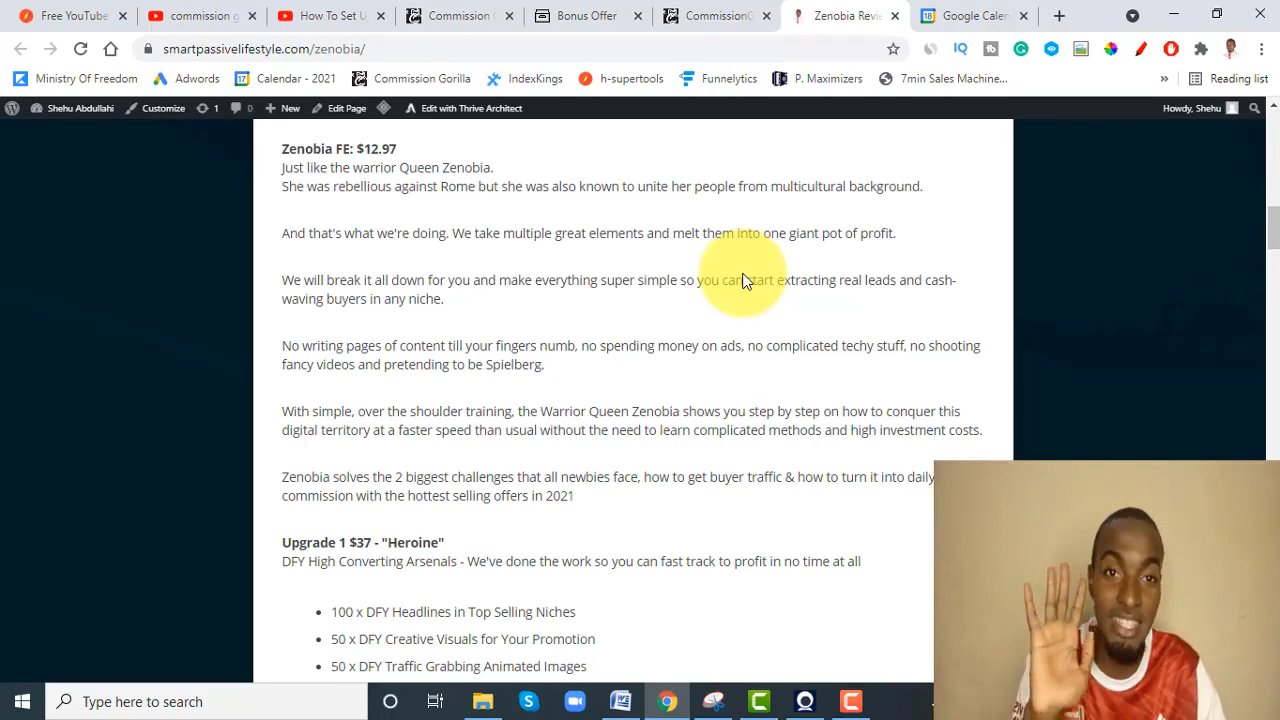 Free YouTube
commission g
How To Set U
Commission
Bonus Offer
CommissionG
Zenobia Revie
Google Calen
smartpassivelifestyle.com/zenobia/
Ministry Of Freedom
Adwords
Calendar - 2021
Commission Gorilla
IndexKings
h-supertools
Funnelytics
P. Maximizers
7min Sales Machine...
Reading list
Shehu Abdullahi
Customize
1
New
Edit Page
Edit with Thrive Architect
Howdy, Shehu
Zenobia FE: $12.97
Just like the warrior Queen Zenobia.
She was rebellious against Rome but she was also known to unite her people from multicultural background.
And that's what we're doing. We take multiple great elements and melt them into one giant pot of profit.
We will break it all down for you and make everything super simple so you can start extracting real leads and cash-
waving buyers in any niche.
No writing pages of content till your fingers numb, no spending money on ads, no complicated techy stuff, no shooting
fancy videos and pretending to be Spielberg.
With simple, over the shoulder training, the Warrior Queen Zenobia shows you step by step on how to conquer this
digital territory at a faster speed than usual without the need to learn complicated methods and high investment costs.
Zenobia solves the 2 biggest challenges that all newbies face, how to get buyer traffic & how to turn it into daily
commission with the hottest selling offers in 2021
Upgrade 1 $37 - "Heroine"
DFY High Converting Arsenals - We've done the work so you can fast track to profit in no time at all
• 100 x DFY Headlines in Top Selling Niches
• 50 x DFY Creative Visuals for Your Promotion
• 50 x DFY Traffic Grabbing Animated Images
Type here to search